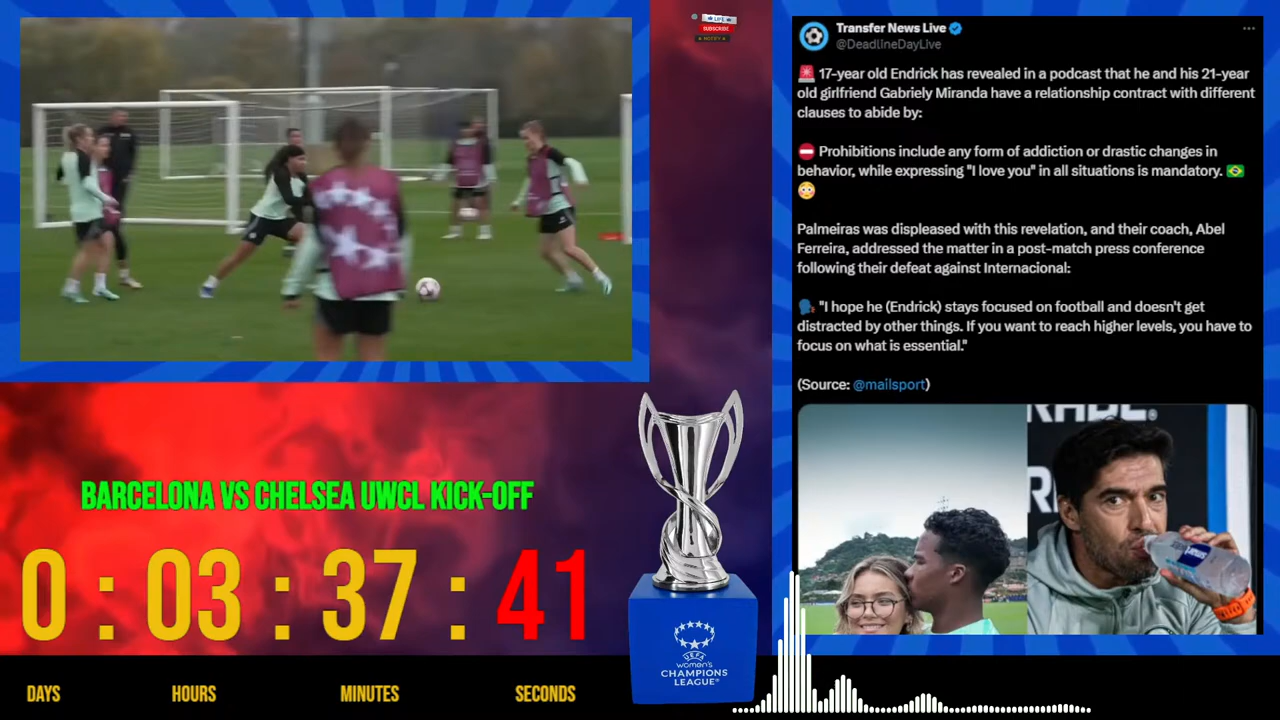 LIKE
SUBSCRIBE
NOTIFY
Transfer News Live
@DeadlineDayLive
17-year old Endrick has revealed in a podcast that he and his 21-year
old girlfriend Gabriely Miranda have a relationship contract with different
clauses to abide by:
Prohibitions include any form of addiction or drastic changes in
behavior, while expressing "I love you" in all situations is mandatory.
Palmeiras was displeased with this revelation, and their coach, Abel
Ferreira, addressed the matter in a post-match press conference
following their defeat against Internacional:
"I hope he (Endrick) stays focused on football and doesn't get
distracted by other things. If you want to reach higher levels, you have to
focus on what is essential."
(Source: @mailsport)
BARCELONA VS CHELSEA UWCL KICK-OFF
0 : 03 : 37 : 41
DAYS HOURS MINUTES SECONDS
UEFA
women's
CHAMPIONS
LEAGUE®